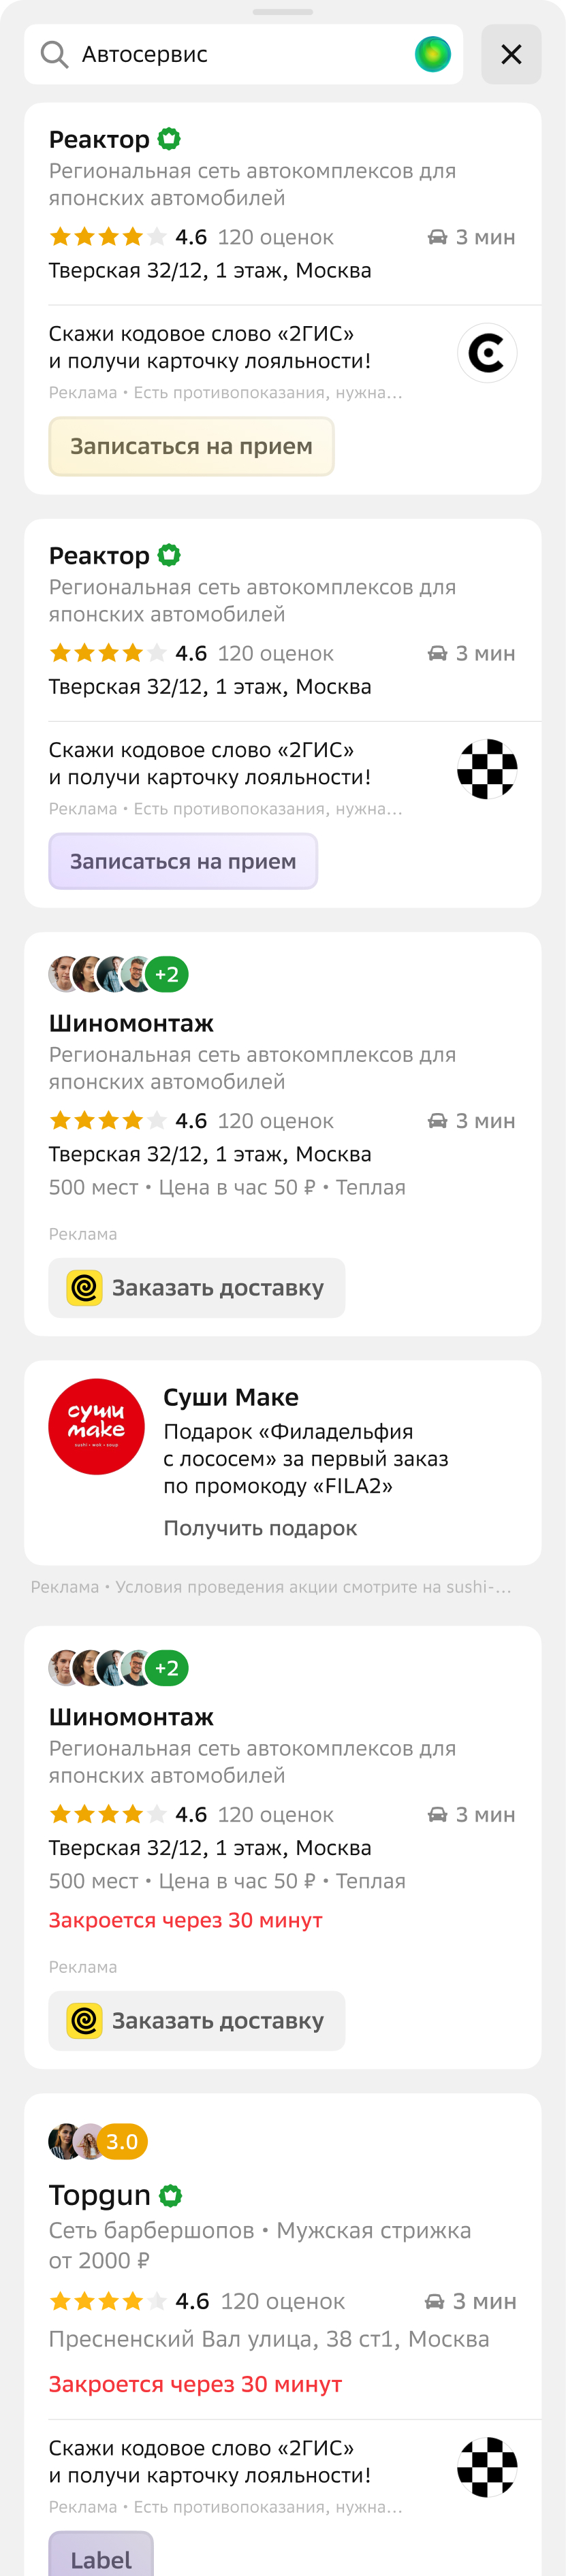 Автосервис
Реактор
Региональная сеть автокомплексов для
японских автомобилей
4.6 120 оценок 3 мин
Тверская 32/12, 1 этаж, Москва
Скажи кодовое слово «2ГИС»
и получи карточку лояльности!
Реклама • Есть противопоказания, нужна...
Записаться на прием
Реактор
Региональная сеть автокомплексов для
японских автомобилей
4.6 120 оценок 3 мин
Тверская 32/12, 1 этаж, Москва
Скажи кодовое слово «2ГИС»
и получи карточку лояльности!
Реклама • Есть противопоказания, нужна...
Записаться на прием
+2
Шиномонтаж
Региональная сеть автокомплексов для
японских автомобилей
4.6 120 оценок 3 мин
Тверская 32/12, 1 этаж, Москва
500 мест • Цена в час 50 ₽ • Теплая
Реклама
Заказать доставку
суши
make
sushi • wok • soup
Суши Маке
Подарок «Филадельфия
с лососем» за первый заказ
по промокоду «FILA2»
Получить подарок
Реклама • Условия проведения акции смотрите на sushi-...
+2
Шиномонтаж
Региональная сеть автокомплексов для
японских автомобилей
4.6 120 оценок 3 мин
Тверская 32/12, 1 этаж, Москва
500 мест • Цена в час 50 ₽ • Теплая
Закроется через 30 минут
Реклама
Заказать доставку
3.0
Topgun
Сеть барбершопов • Мужская стрижка
от 2000 ₽
4.6 120 оценок 3 мин
Пресненский Вал улица, 38 ст1, Москва
Закроется через 30 минут
Скажи кодовое слово «2ГИС»
и получи карточку лояльности!
Реклама • Есть противопоказания, нужна...
Label